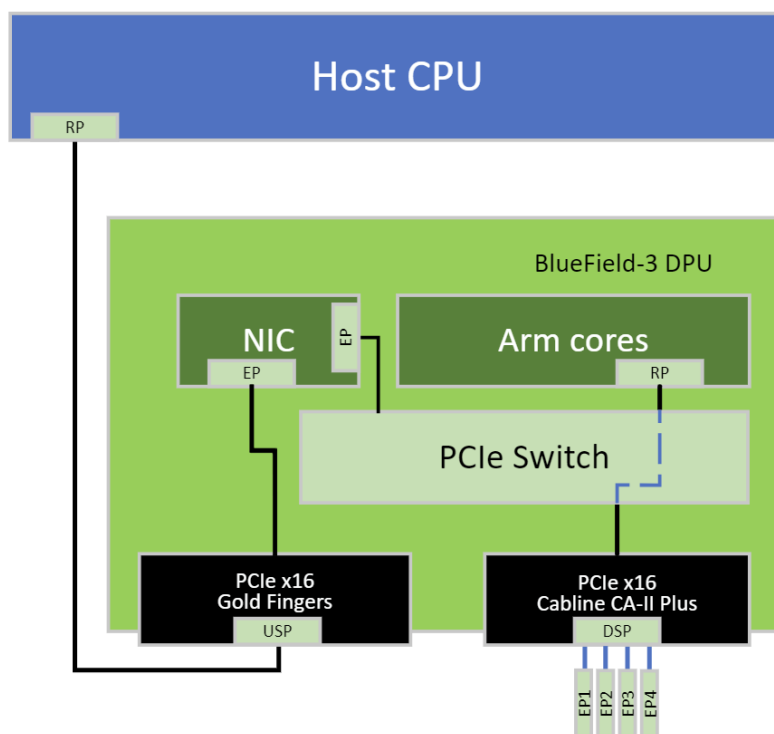 Host CPU
RP
BlueField-3 DPU
NIC
EP
EP
Arm cores
RP
PCIe Switch
PCIe x16
Gold Fingers
USP
PCIe x16
Cabline CA-II Plus
DSP
EP1
EP2
EP3
EP4